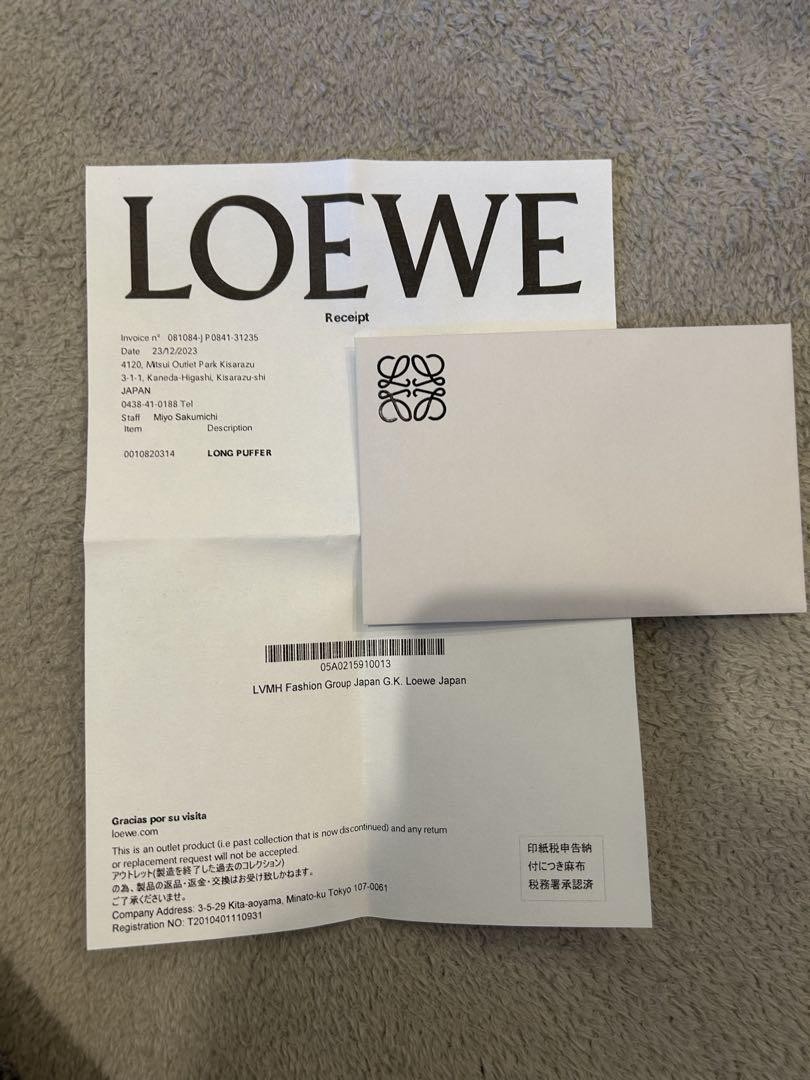 LOEWE
Receipt
Invoice n° 081084-JP0841-31235
Date 23/12/2023
4120, Mitsui Outlet Park Kisarazu
3-1-1, Kaneda-Higashi, Kisarazu-shi
JAPAN
0438-41-0188 Tel
Staff Miyo Sakumichi
Item Description
0010820314 LONG PUFFER
05A0215910013
LVMH Fashion Group Japan G.K. Loewe Japan
Gracias por su visita
loewe.com
This is an outlet product (i.e past collection that is now discontinued) and any return
or replacement request will not be accepted.
アウトレット(製造を終了した過去のコレクション)
の為、製品の返品・返金・交換はお受け致しかねます。
ご了承くださいませ。
Company Address: 3-5-29 Kita-aoyama, Minato-ku Tokyo 107-0061
Registration NO: T2010401110931
印紙税申告納
付につき麻布
税務署承認済